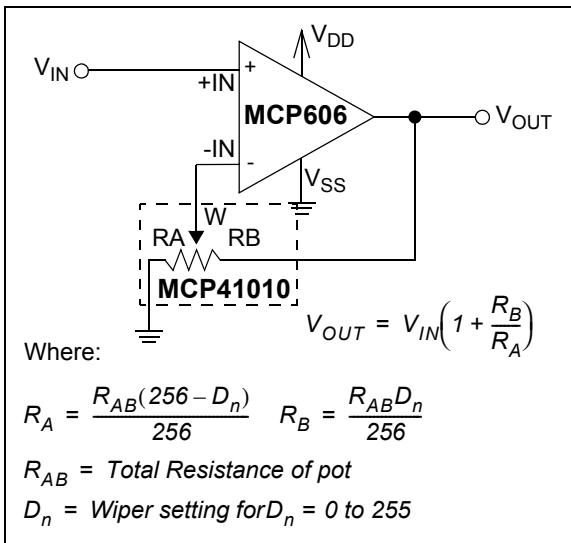 V_DD
V_IN
+
+IN
MCP606
V_OUT
-IN
-
V_SS
W
RA RB
MCP41010
V_OUT = V_IN(1 + R_B/R_A)
Where:
R_A = R_AB(256 – D_n)/256 R_B = R_AB D_n/256
R_AB = Total Resistance of pot
D_n = Wiper setting forD_n = 0 to 255